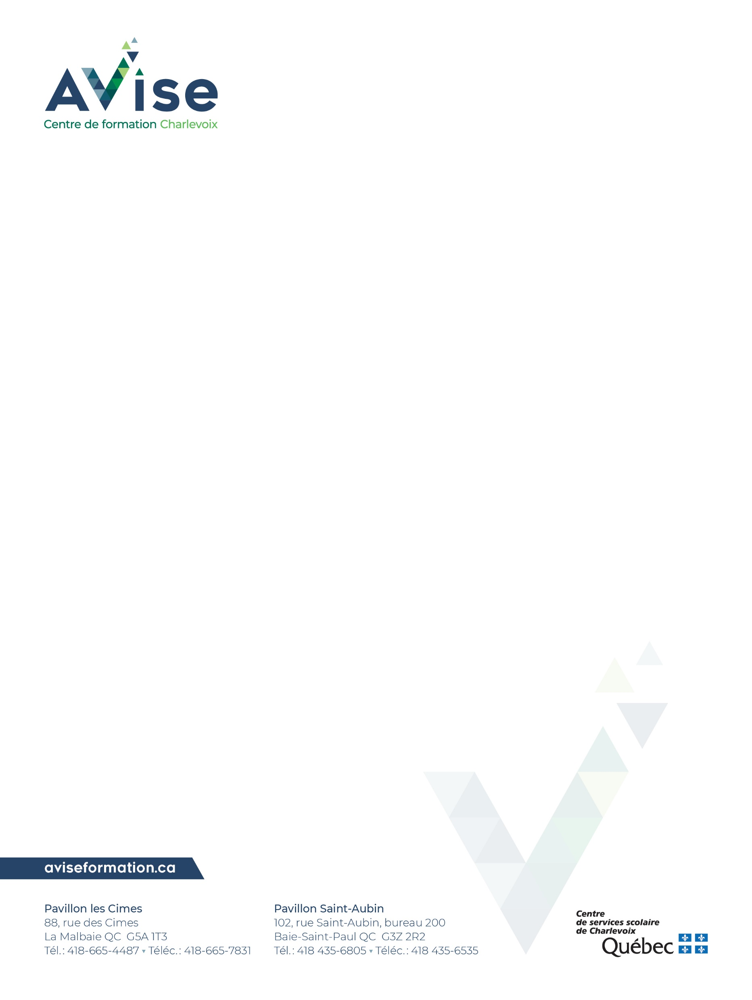 AVise
Centre de formation Charlevoix
aviseformation.ca
Pavillon les Cimes
88, rue des Cimes
La Malbaie QC  G5A 1T3
Tél.: 418-665-4487 ▾ Téléc.: 418-665-7831
Pavillon Saint-Aubin
102, rue Saint-Aubin, bureau 200
Baie-Saint-Paul QC  G3Z 2R2
Tél.: 418 435-6805 ▾ Téléc.: 418 435-6535
Centre
de services scolaire
de Charlevoix
Québec